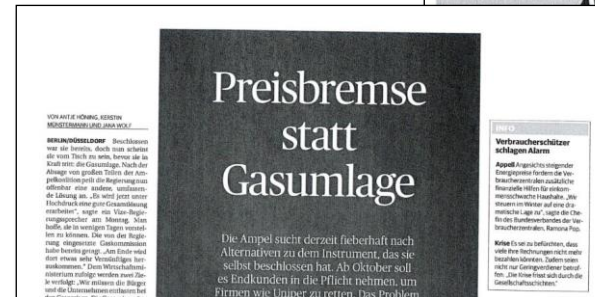 VON ANTJE HÖNING, KERSTIN
MÜNSTERMANN UND JANA WOLF
BERLIN/DÜSSELDORF Beschlossen
war sie bereits, doch nun scheint
sie vom Tisch zu sein, bevor sie in
Kraft tritt: die Gasumlage. Nach der
Absage von großen Teilen der Am-
pelkoalition peilt die Regierung nun
offenbar eine andere, umfassen-
de Lösung an. „Es wird jetzt unter
Hochdruck eine gute Gesamtlösung
erarbeitet“, sagte ein Vize-Regie-
rungssprecher am Montag. Man
hoffe, sie in wenigen Tagen vorstel-
len zu können. Die von der Regie-
rung eingesetzte Gaskommission
habe bereits getagt. „Am Ende wird
dort etwas sehr Vernünftiges her-
auskommen.“ Dem Wirtschaftsmi-
nisterium zufolge werden zwei Zie-
le verfolgt: „Wir müssen die Bürger
und die Unternehmen entlasten bei
Preisbremse
statt
Gasumlage
Die Ampel sucht derzeit fieberhaft nach
Alternativen zu dem Instrument, das sie
selbst beschlossen hat. Ab Oktober soll
es Endkunden in die Pflicht nehmen, um
Firmen wie Uniper zu retten. Das Problem
INFO
Verbraucherschützer
schlagen Alarm
Appell Angesichts steigender
Energiepreise fordern die Ver-
braucherzentralen zusätzliche
finanzielle Hilfen für einkom-
mensschwache Haushalte. „Wir
steuern im Winter auf eine dra-
matische Lage zu“, sagte die Che-
fin des Bundesverbandes der Ver-
braucherzentralen, Ramona Pop.
Krise Es sei zu befürchten, dass
viele ihre Rechnungen nicht mehr
bezahlen könnten. Zudem seien
nicht nur Geringverdiener betrof-
fen. „Die Krise frisst sich durch die
Gesellschaftsschichten.“